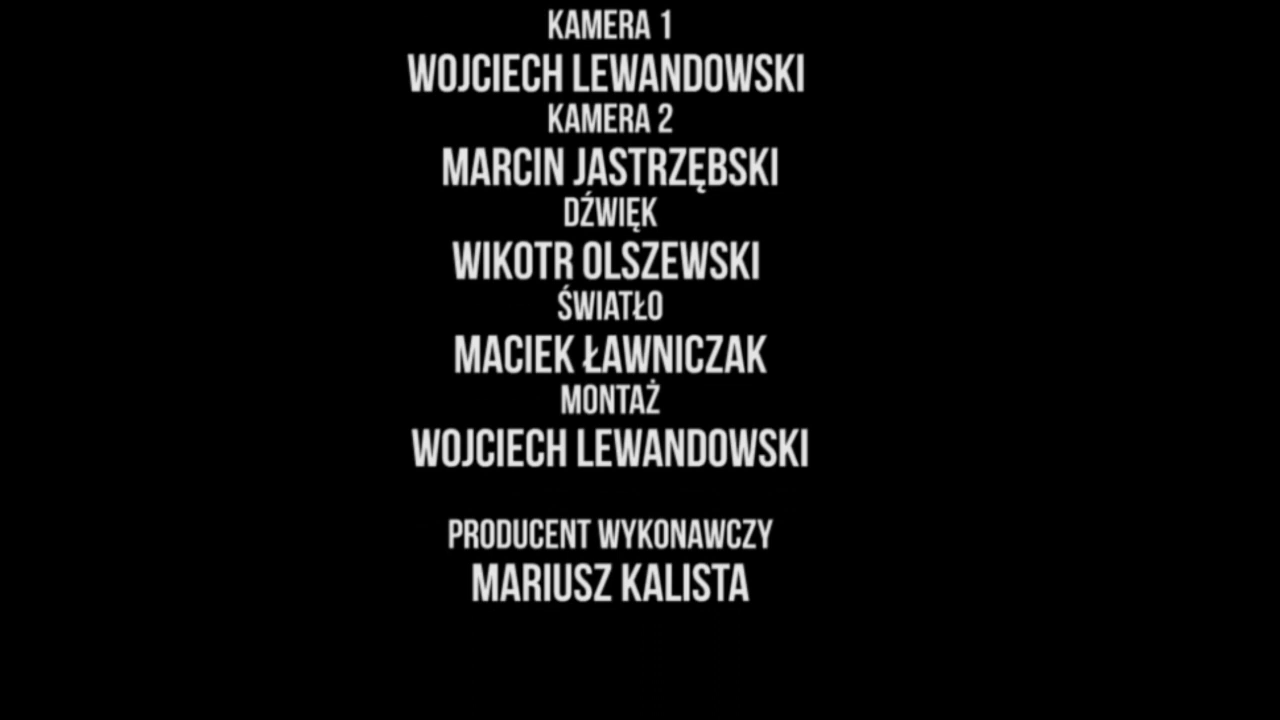 KAMERA 1
WOJCIECH LEWANDOWSKI
KAMERA 2
MARCIN JASTRZĘBSKI
DŹWIĘK
WIKOTR OLSZEWSKI
ŚWIATŁO
MACIEK ŁAWNICZAK
MONTAŻ
WOJCIECH LEWANDOWSKI
PRODUCENT WYKONAWCZY
MARIUSZ KALISTA